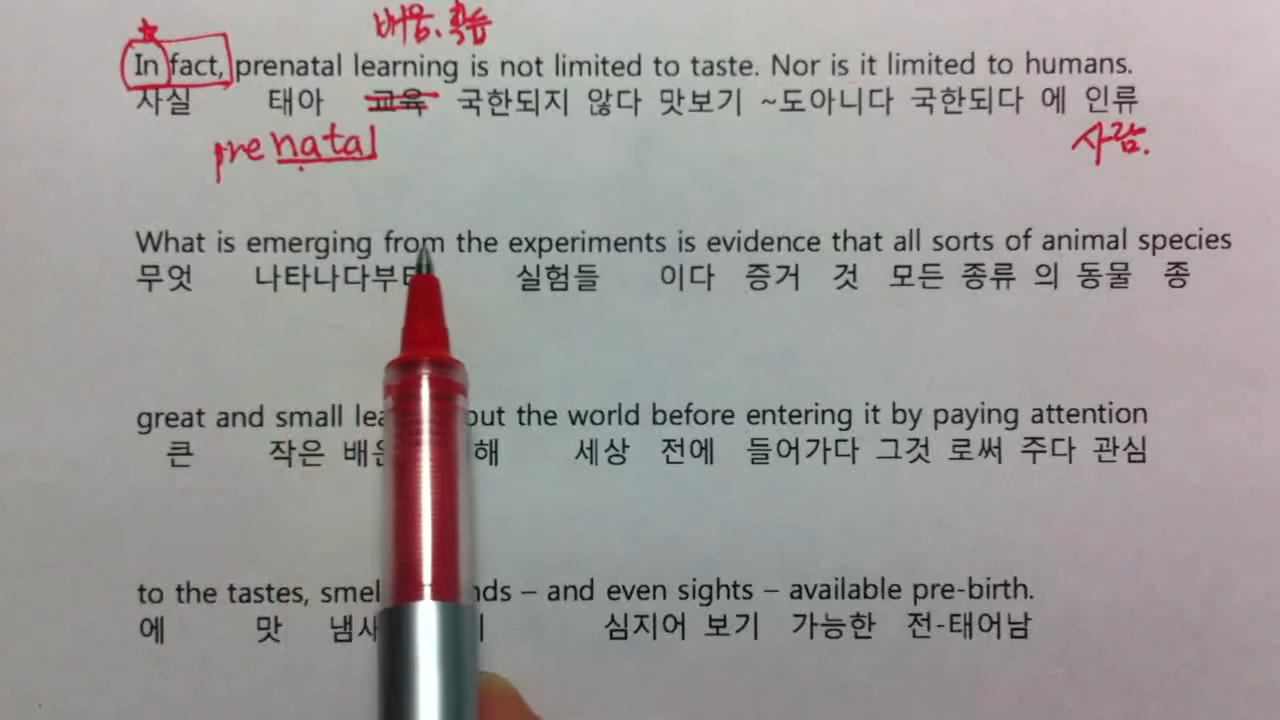 배움. 학습
In fact, prenatal learning is not limited to taste. Nor is it limited to humans.
사실 태아 교육 국한되지 않다 맛보기 ~도아니다 국한되다 에 인류
prenatal 사람.
What is emerging from the experiments is evidence that all sorts of animal species
무엇 나타나다부터 실험들 이다 증거 것 모든 종류 의 동물 종
great and small the world before entering it by paying attention
큰 작은 세상 전에 들어가다 그것 로써 주다 관심
to the tastes, – and even sights – available pre-birth.
에 맛 심지어 보기 가능한 전-태어남